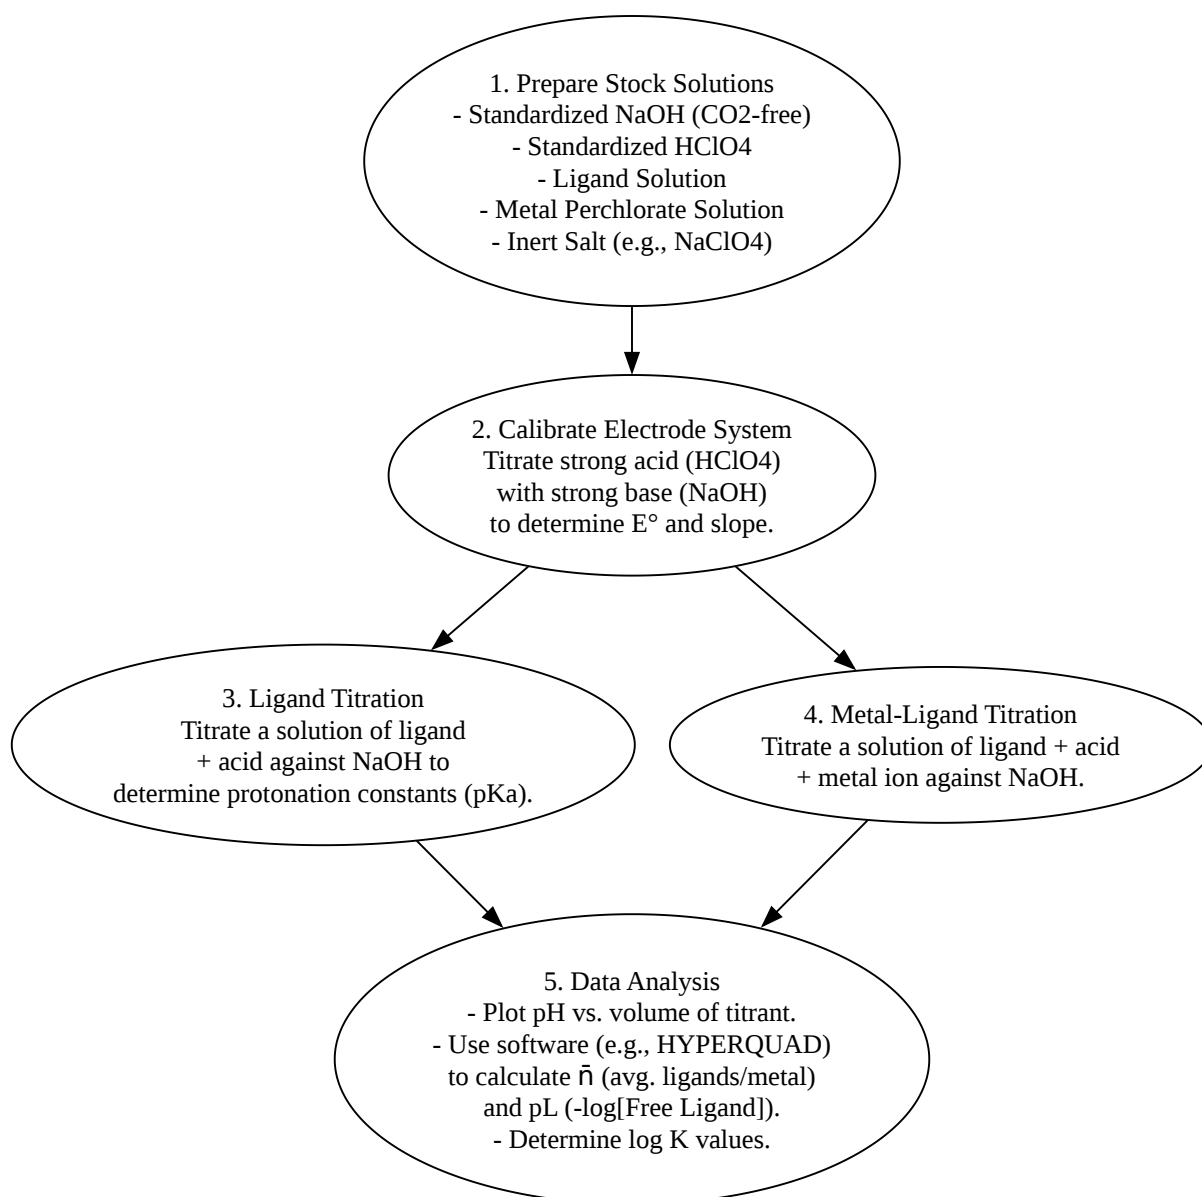 1. Prepare Stock Solutions
- Standardized NaOH (CO2-free)
- Standardized HClO4
- Ligand Solution
- Metal Perchlorate Solution
- Inert Salt (e.g., NaClO4)
2. Calibrate Electrode System
Titrate strong acid (HClO4)
with strong base (NaOH)
to determine E° and slope.
3. Ligand Titration
Titrate a solution of ligand
+ acid against NaOH to
determine protonation constants (pKa).
4. Metal-Ligand Titration
Titrate a solution of ligand + acid
+ metal ion against NaOH.
5. Data Analysis
- Plot pH vs. volume of titrant.
- Use software (e.g., HYPERQUAD)
to calculate n̄ (avg. ligands/metal)
and pL (-log[Free Ligand]).
- Determine log K values.